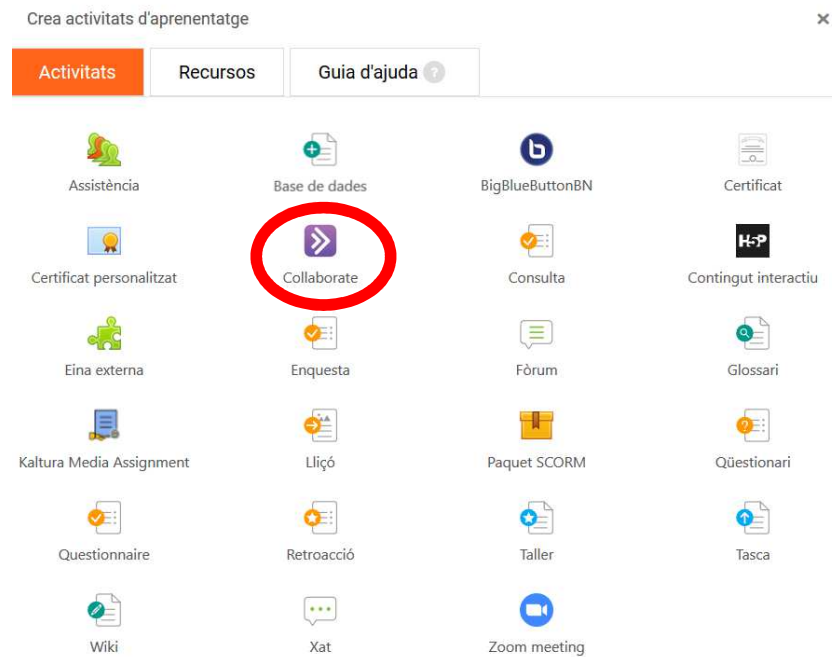 Crea activitats d'aprenentatge ×
Activitats Recursos Guia d'ajuda ?
Assistència Base de dades BigBlueButtonBN Certificat
H-P
Certificat personalitzat Collaborate Consulta Contingut interactiu
Eina externa Enquesta Fòrum Glossari
Kaltura Media Assignment Lliçó Paquet SCORM Qüestionari
Questionnaire Retroacció Taller Tasca
Wiki Xat Zoom meeting